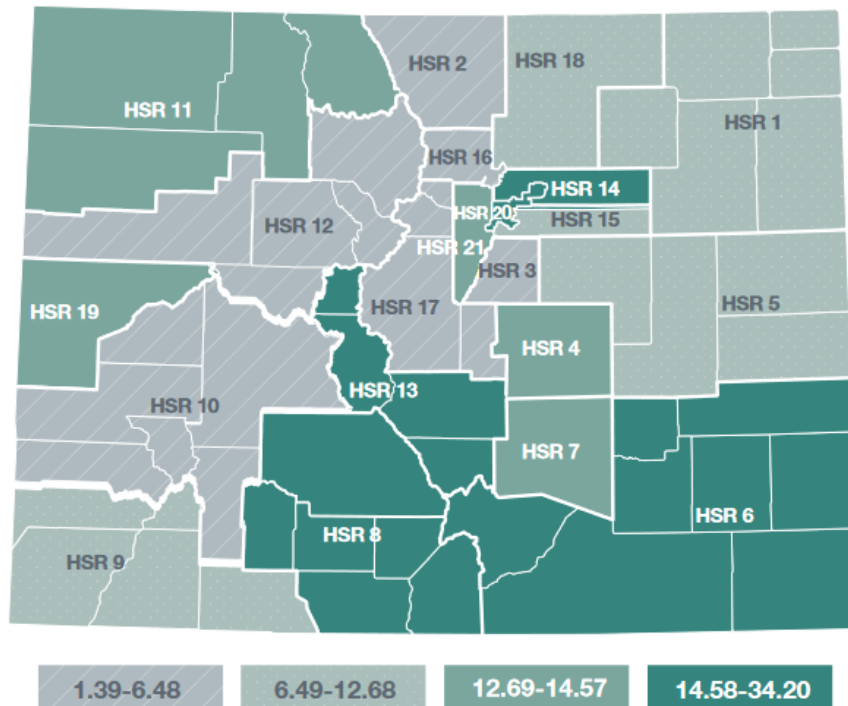 HSR 2
HSR 18
HSR 11
HSR 1
HSR 16
HSR 14
HSR 20
HSR 15
HSR 12
HSR 21
HSR 3
HSR 19
HSR 17
HSR 5
HSR 4
HSR 13
HSR 10
HSR 7
HSR 6
HSR 8
HSR 9
1.39-6.48
6.49-12.68
12.69-14.57
14.58-34.20